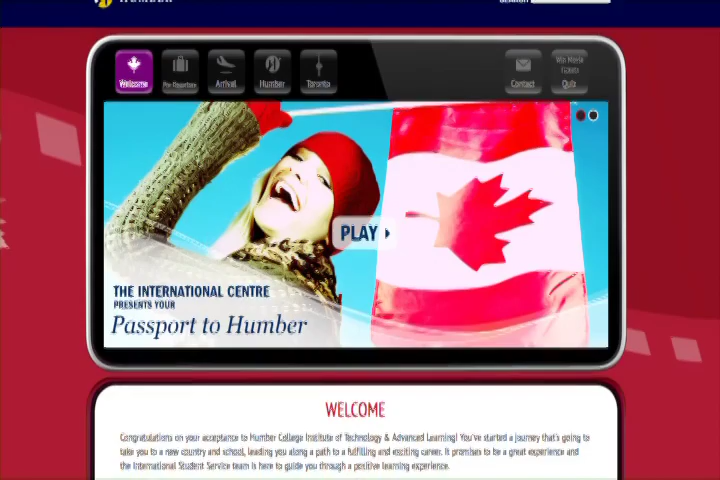 Welcome
Pre-Departure
Arrival
Humber
Toronto
Contact
Win Movie
Tickets
Quiz
PLAY
THE INTERNATIONAL CENTRE
PRESENTS YOUR
Passport to Humber
WELCOME
Congratulations on your acceptance to Humber College Institute of Technology & Advanced Learning! You've started a journey that's going to
take you to a new country and school, leading you along a path to a fulfilling and exciting career. It promises to be a great experience and
the International Student Service team is here to guide you through a positive learning experience.